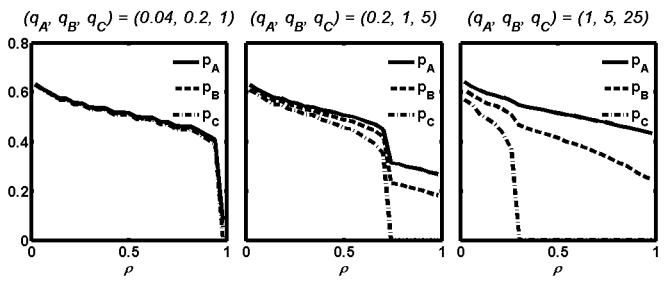 (q_A, q_B, q_C) = (0.04, 0.2, 1)
(q_A, q_B, q_C) = (0.2, 1, 5)
(q_A, q_B, q_C) = (1, 5, 25)
0.8
0.6
0.4
0.2
0
p_A
p_B
p_C
p_A
p_B
p_C
p_A
p_B
p_C
0 0.5 1
0 0.5 1
0 0.5 1
ρ
ρ
ρ